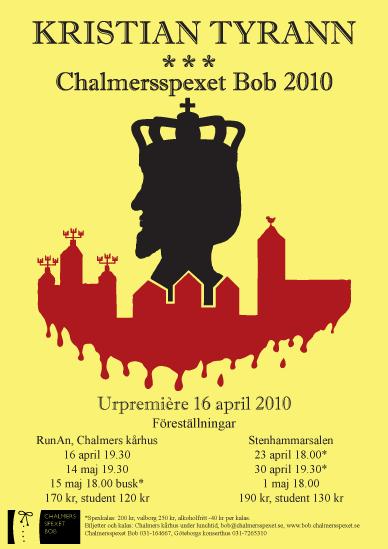 KRISTIAN TYRANN
***
Chalmersspexet Bob 2010
Urpremière 16 april 2010
Föreställningar
RunAn, Chalmers kårhus
16 april 19.30
14 maj 19.30
15 maj 18.00 busk*
170 kr, student 120 kr
Stenhammarsalen
23 april 18.00*
30 april 19.30*
1 maj 18.00
190 kr, student 130 kr
CHALMERS
SPEXET
BOB
*Spexkalas: 200 kr, valborg 250 kr, alkoholfritt -40 kr per kalas
Biljetter och kalas: Chalmers kårhus under lunchtid, bob@chalmersspexet.se, www.bob.chalmersspexet.se
Chalmersspexet Bob 031-164667, Göteborgs konserthus 031-7265310